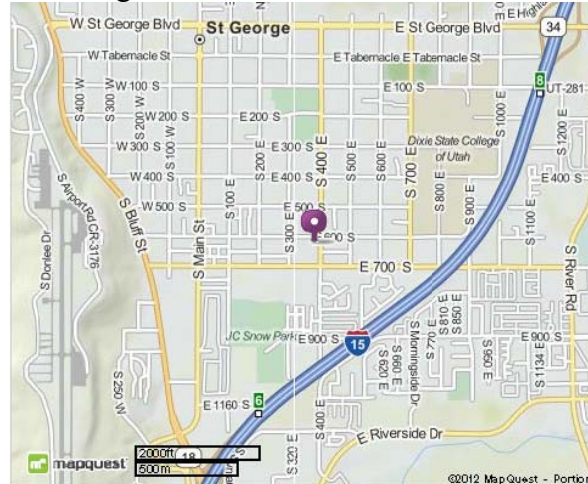 W St George Blvd
St George
E St George Blvd
34
W Tabernacle St
E Tabernacle St
E Tabernacle St
8
UT-281
W 100 S
E 100 S
S 400 W
S 300 W
S 200 W
S 100 W
E 200 S
S 200 E
Dixie State College
of Utah
W 300 S
E 300 S
S 400 E
S 500 E
S 600 E
S 700 E
S 1000 E
S 1200 E
W 400 S
E 400 S
E 400 S
S 800 E
S 900 E
W 500 S
S 100 E
E 500 S
S 300 E
E 600 S
S 1100 E
S Airport Rd CR-3176
S Donlee Dr
S Bluff St
S Main St
E 700 S
S River Rd
JC Snow Park
E 900 S
15
S 620 E
S 660 E
S Morningside Dr
S 770 E
S 810 E
S 850 E
S 960 E
S 1134 E
E 900 S
S 250 W
E 1160 S
6
S 320 E
S 400 E
E Riverside Dr
18
2000ft
500m
mapquest
©2012 MapQuest - Portio